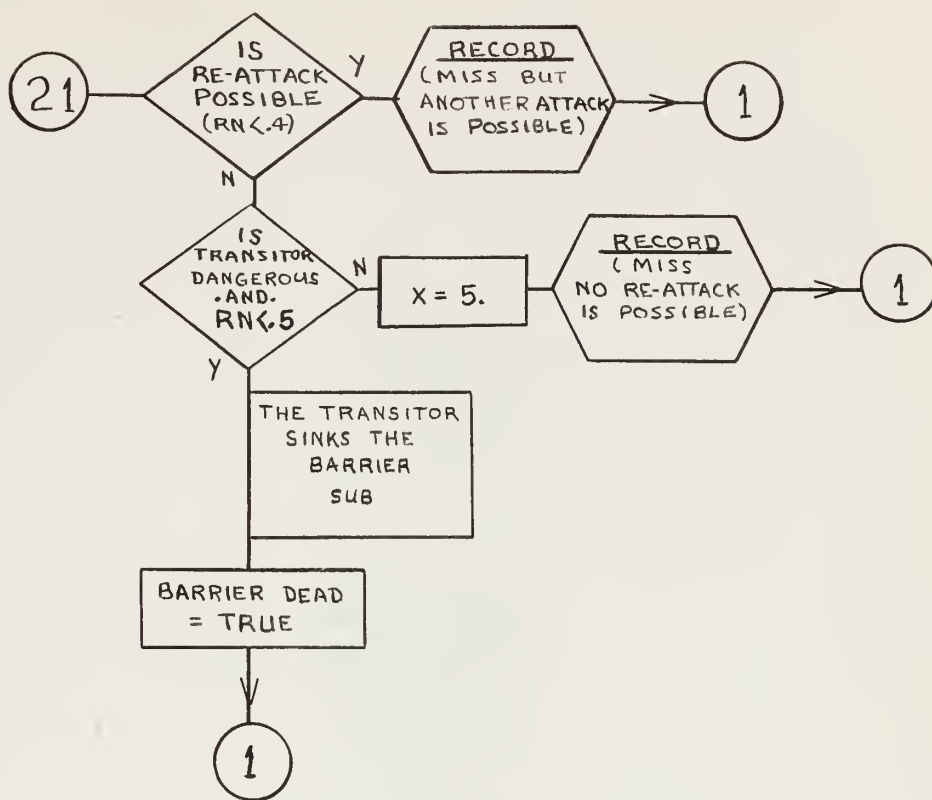 21
IS
RE-ATTACK
POSSIBLE
(RN<.4)
Y
N
RECORD
(MISS BUT
ANOTHER ATTACK
IS POSSIBLE)
1
IS
TRANSITOR
DANGEROUS
.AND.
RN<.5
N
Y
X = 5.
RECORD
( MISS
NO RE-ATTACK
IS POSSIBLE)
1
THE TRANSITOR
SINKS THE
BARRIER
SUB
BARRIER DEAD
= TRUE
1